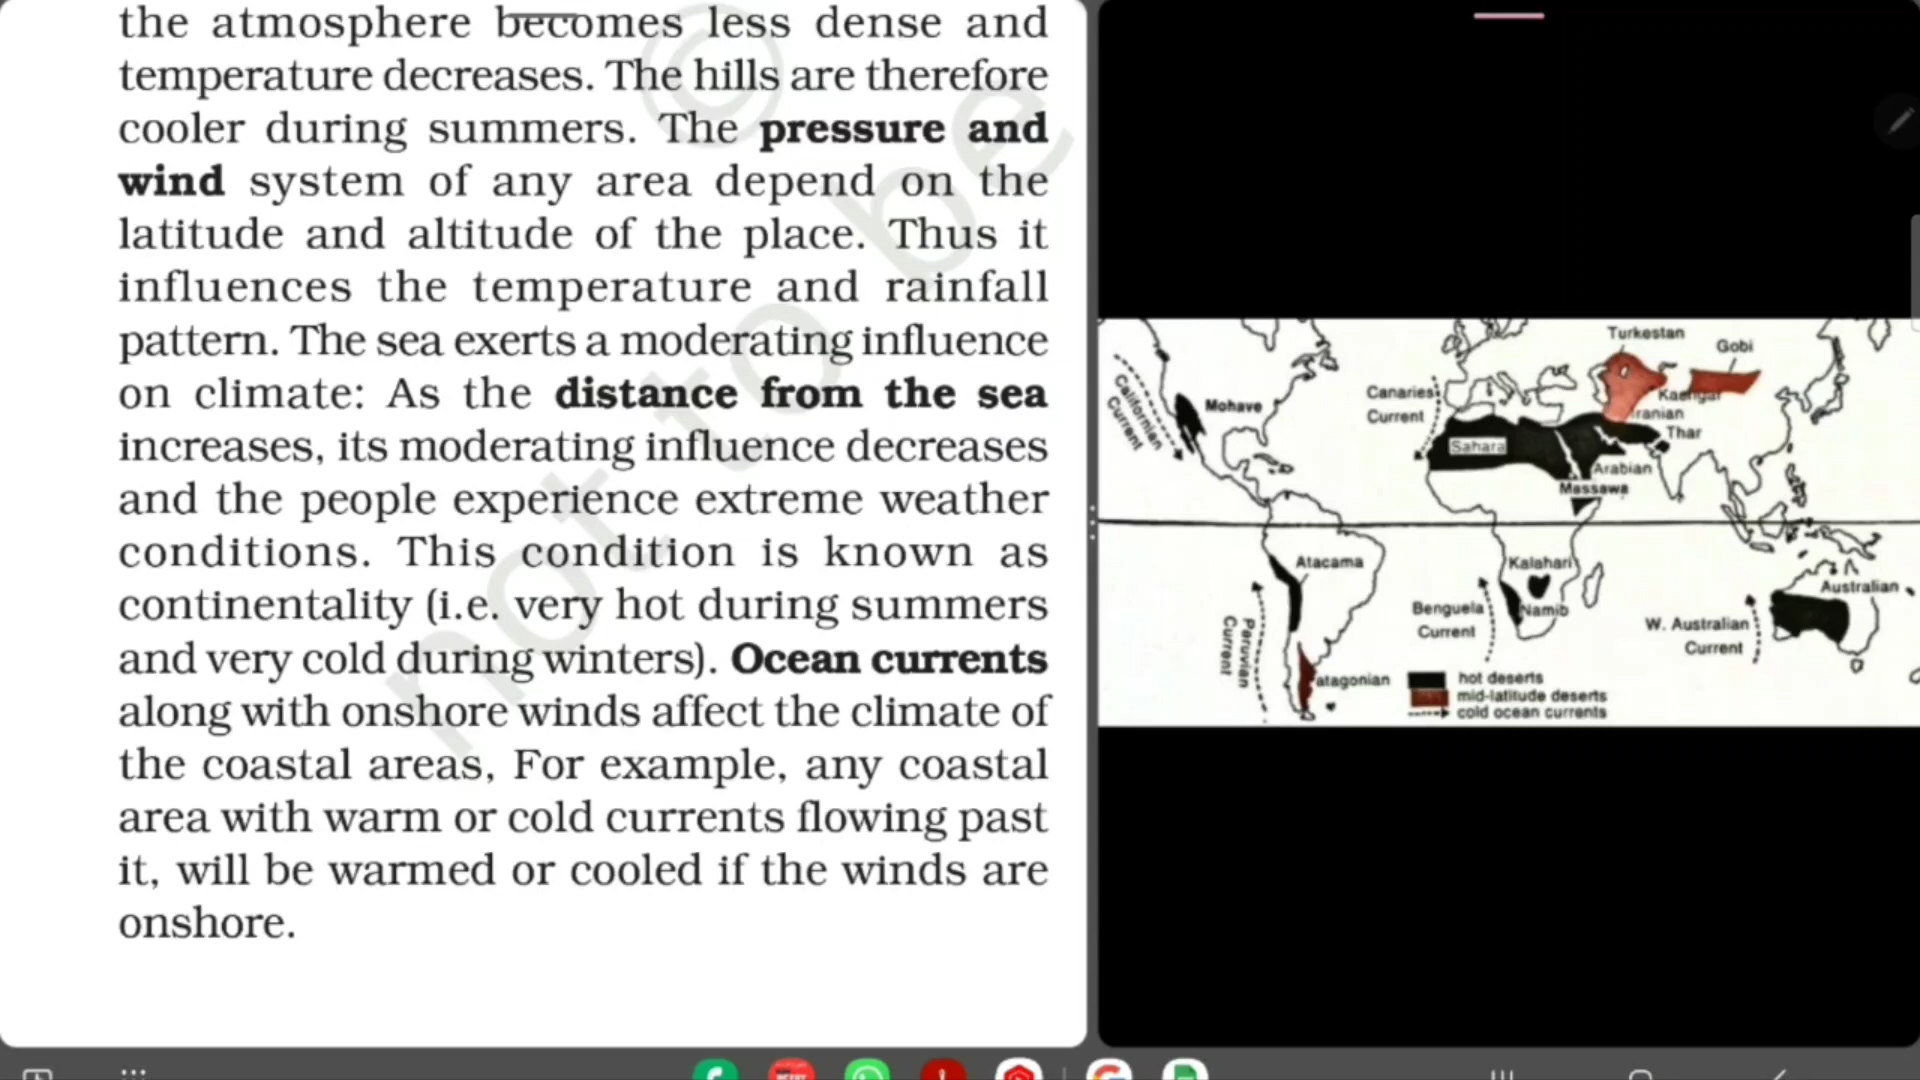 the atmosphere becomes less dense and
temperature decreases. The hills are therefore
cooler during summers. The pressure and
wind system of any area depend on the
latitude and altitude of the place. Thus it
influences the temperature and rainfall
pattern. The sea exerts a moderating influence
on climate: As the distance from the sea
increases, its moderating influence decreases
and the people experience extreme weather
conditions. This condition is known as
continentality (i.e. very hot during summers
and very cold during winters). Ocean currents
along with onshore winds affect the climate of
the coastal areas, For example, any coastal
area with warm or cold currents flowing past
it, will be warmed or cooled if the winds are
onshore.
©
not to be
Turkestan
Gobi
Californian
Current
Mohave
Canaries
Current
Kashgar
Iranian
Thar
Sahara
Arabian
Massawa
Atacama
Kalahari
Australian
Benguela
Current
Namib
W. Australian
Current
Peruvian
Current
atagonian
hot deserts
mid-latitude deserts
cold ocean currents